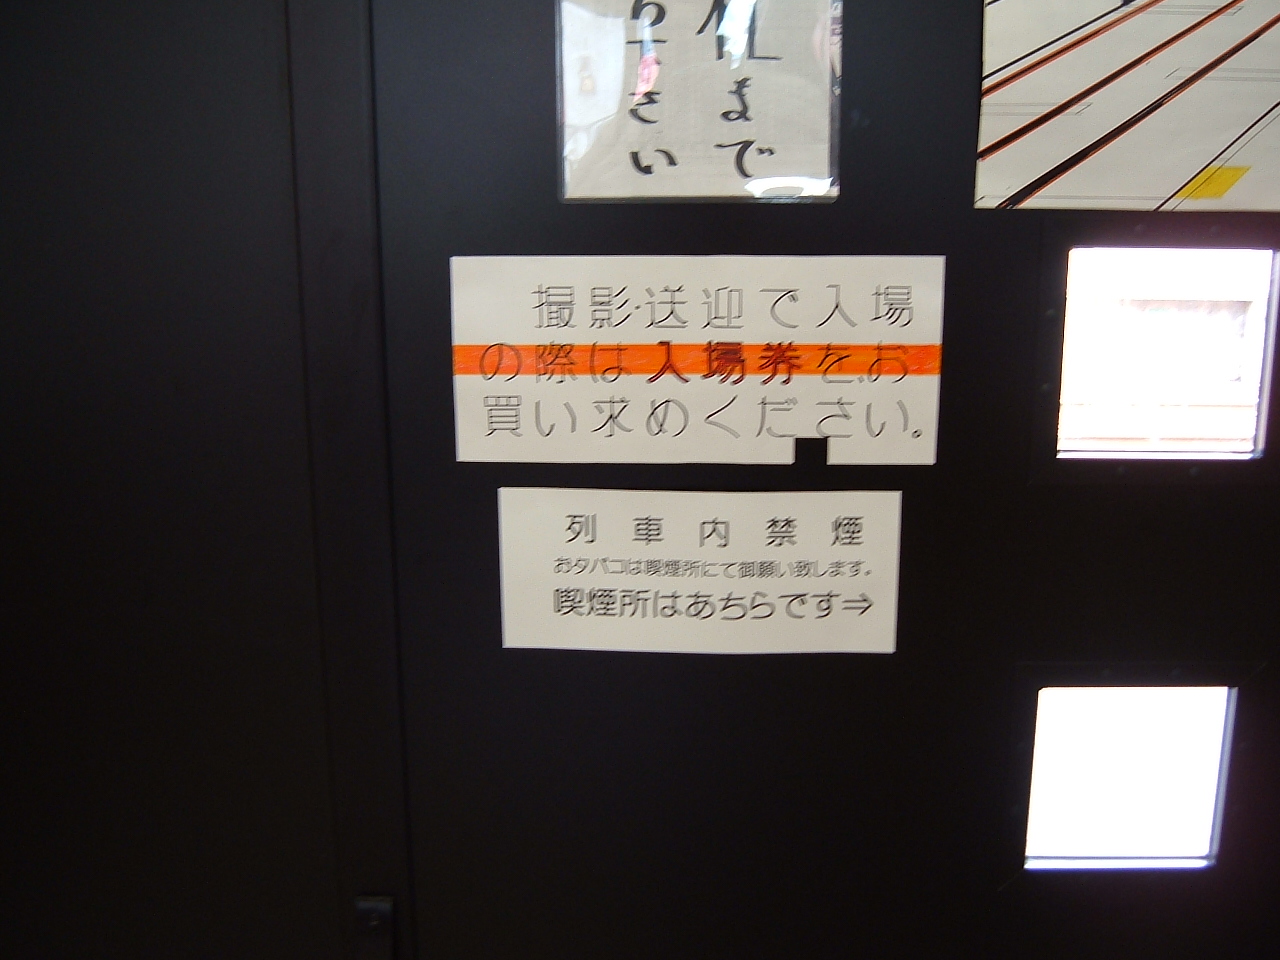 まで
さい
撮影・送迎で入場
の際は入場券をお
買い求めください。
列車内禁煙
おタバコは喫煙所にて御願い致します。
喫煙所はあちらです⇒